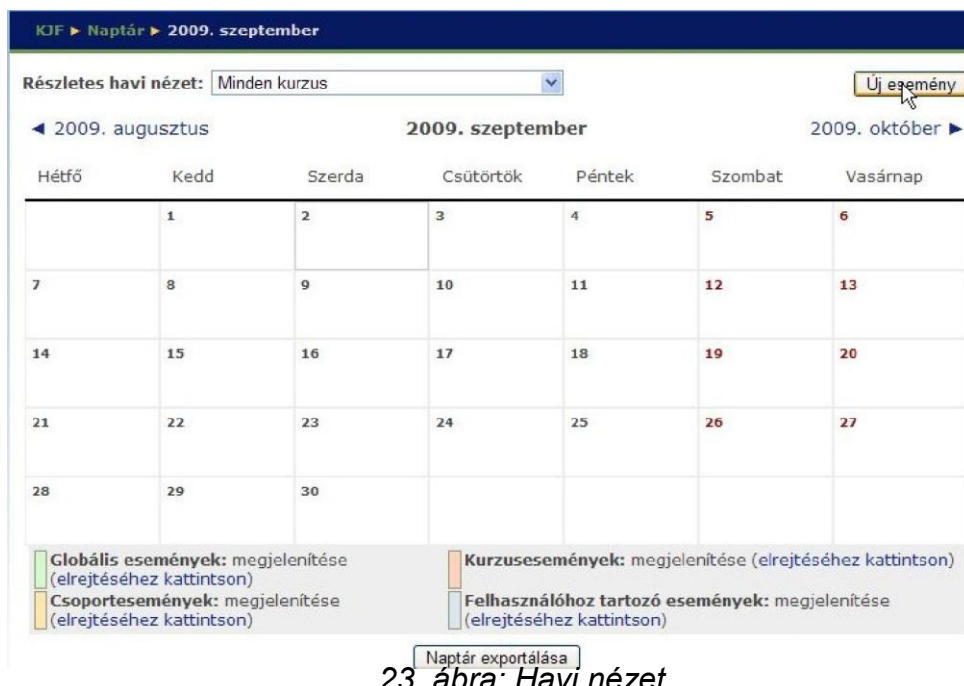 KJF ► Naptár ► 2009. szeptember
Részletes havi nézet: Minden kurzus Új esemény
◄ 2009. augusztus 2009. szeptember 2009. október ►
Hétfő Kedd Szerda Csütörtök Péntek Szombat Vasárnap
1 2 3 4 5 6
7 8 9 10 11 12 13
14 15 16 17 18 19 20
21 22 23 24 25 26 27
28 29 30
Globális események: megjelenítése Kurzusesemények: megjelenítése (elrejtéséhez kattintson)
(elrejtéséhez kattintson)
Csoportesemények: megjelenítése Felhasználóhoz tartozó események: megjelenítése
(elrejtéséhez kattintson) (elrejtéséhez kattintson)
Naptár exportálása
23. ábra: Havi nézet